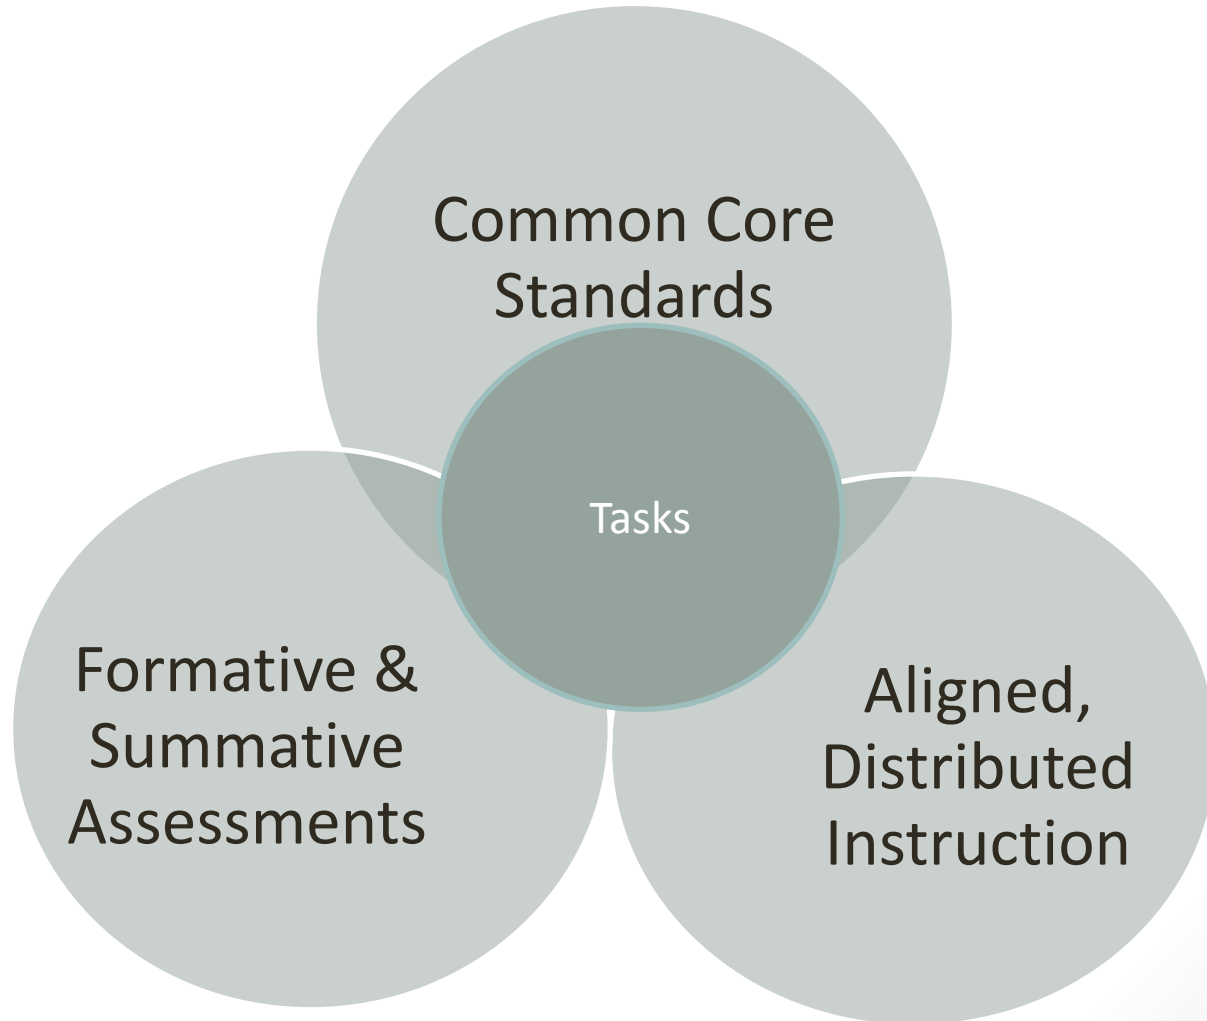 Common Core
Standards
Tasks
Formative &
Summative
Assessments
Aligned,
Distributed
Instruction